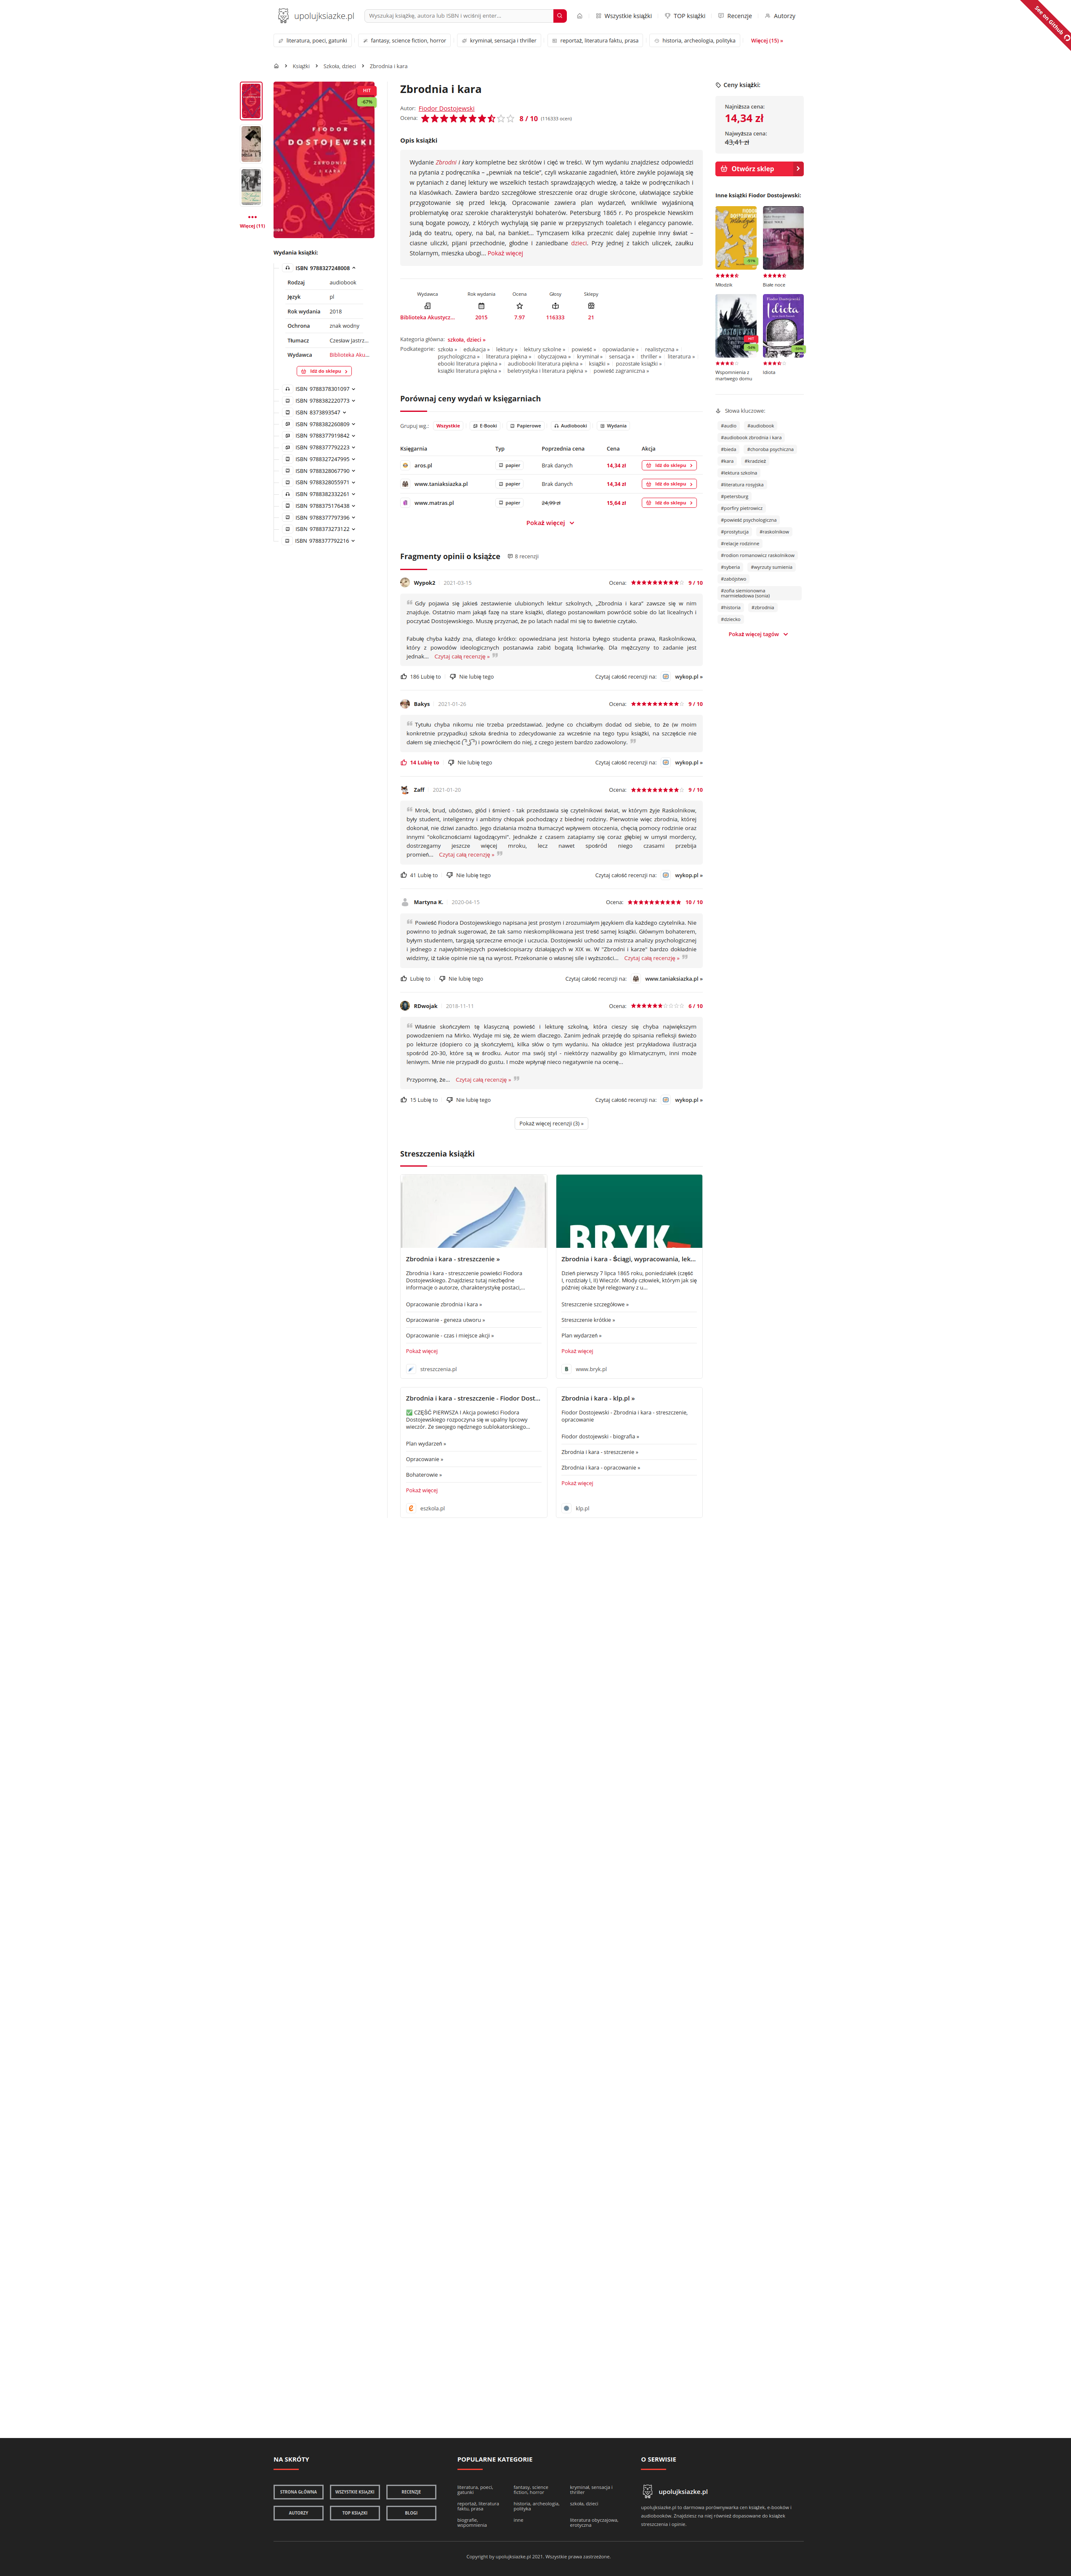 upolujksiazke.pl
Wyszukaj książkę, autora lub ISBN i wciśnij enter...
Wszystkie książki
TOP książki
Recenzje
Autorzy
See on Github
literatura, poeci, gatunki
fantasy, science fiction, horror
kryminał, sensacja i thriller
reportaż, literatura faktu, prasa
historia, archeologia, polityka
Więcej (15) »
Książki
Szkoła, dzieci
Zbrodnia i kara
HIT
-67%
FIODOR
DOSTOJEWSKI
ZBRODNIA
I KARA
Więcej (11)
Wydania książki:
ISBN 9788327248008
Rodzaj audiobook
Język pl
Rok wydania 2018
Ochrona znak wodny
Tłumacz Czesław Jastrz...
Wydawca Biblioteka Aku...
Idź do sklepu
ISBN 9788378301097
ISBN 9788382220773
ISBN 8373893547
ISBN 9788382260809
ISBN 9788377919842
ISBN 9788377792223
ISBN 9788327247995
ISBN 9788328067790
ISBN 9788328055971
ISBN 9788382332261
ISBN 9788375176438
ISBN 9788377797396
ISBN 9788373273122
ISBN 9788377792216
Zbrodnia i kara
Autor: Fiodor Dostojewski
Ocena: 8 / 10 (116333 ocen)
Opis książki
Wydanie Zbrodni i kary kompletne bez skrótów i cięć w treści. W tym wydaniu znajdziesz odpowiedzi
na pytania z podręcznika – „pewniak na teście”, czyli wskazanie zagadnień, które zwykle pojawiają się
w pytaniach z danej lektury we wszelkich testach sprawdzających wiedzę, a także w podręcznikach i
na klasówkach. Zawiera bardzo szczegółowe streszczenie oraz drugie skrócone, ułatwiające szybkie
przygotowanie się przed lekcją. Opracowanie zawiera plan wydarzeń, wnikliwie wyjaśnioną
problematykę oraz szerokie charakterystyki bohaterów. Petersburg 1865 r. Po prospekcie Newskim
suną bogate powozy, z których wychylają się panie w przepysznych toaletach i eleganccy panowie.
Jadą do teatru, opery, na bal, na bankiet... Tymczasem kilka przecznic dalej zupełnie inny świat –
ciasne uliczki, pijani przechodnie, głodne i zaniedbane dzieci. Przy jednej z takich uliczek, zaułku
Stolarnym, mieszka ubogi... Pokaż więcej
Wydawca Rok wydania Ocena Głosy Sklepy
Biblioteka Akustycz... 2015 7.97 116333 21
Kategoria główna: szkoła, dzieci »
Podkategorie: szkoła » edukacja » lektury » lektury szkolne » powieść » opowiadanie » realistyczna »
psychologiczna » literatura piękna » obyczajowa » kryminał » sensacja » thriller » literatura »
ebooki literatura piękna » audiobooki literatura piękna » książki » pozostałe książki »
książki literatura piękna » beletrystyka i literatura piękna » powieść zagraniczna »
Porównaj ceny wydań w księgarniach
Grupuj wg.: Wszystkie E-Booki Papierowe Audiobooki Wydania
Księgarnia Typ Poprzednia cena Cena Akcja
aros.pl papier Brak danych 14,34 zł Idź do sklepu
www.taniaksiazka.pl papier Brak danych 14,34 zł Idź do sklepu
www.matras.pl papier 24,99 zł 15,64 zł Idź do sklepu
Pokaż więcej
Fragmenty opinii o książce 8 recenzji
Wypok2 2021-03-15 Ocena: 9 / 10
Gdy pojawia się jakieś zestawienie ulubionych lektur szkolnych, „Zbrodnia i kara” zawsze się w nim
znajduje. Ostatnio mam jakąś fazę na stare książki, dlatego postanowiłem powrócić sobie do lat licealnych i
poczytać Dostojewskiego. Muszę przyznać, że po latach nadal mi się to świetnie czytało.
Fabułę chyba każdy zna, dlatego krótko: opowiedziana jest historia byłego studenta prawa, Raskolnikowa,
który z powodów ideologicznych postanawia zabić bogatą lichwiarkę. Dla mężczyzny to zadanie jest
jednak... Czytaj całą recenzję »
186 Lubię to Nie lubię tego Czytaj całość recenzji na: wykop.pl »
Bakys 2021-01-26 Ocena: 9 / 10
Tytułu chyba nikomu nie trzeba przedstawiać. Jedyne co chciałbym dodać od siebie, to że (w moim
konkretnie przypadku) szkoła średnia to zdecydowanie za wcześnie na tego typu książki, na szczęście nie
dałem się zniechęcić ( ͡° ͜ʖ ͡°) i powróciłem do niej, z czego jestem bardzo zadowolony.
14 Lubię to Nie lubię tego Czytaj całość recenzji na: wykop.pl »
Zaff 2021-01-20 Ocena: 9 / 10
Mrok, brud, ubóstwo, głód i śmierć - tak przedstawia się czytelnikowi świat, w którym żyje Raskolnikow,
były student, inteligentny i ambitny chłopak pochodzący z biednej rodziny. Pierwotnie więc zbrodnia, której
dokonał, nie dziwi zanadto. Jego działania można tłumaczyć wpływem otoczenia, chęcią pomocy rodzinie oraz
innymi "okolicznościami łagodzącymi". Jednakże z czasem zatapiamy się coraz głębiej w umysł mordercy,
dostrzegamy jeszcze więcej mroku, lecz nawet spośród niego czasami przebija
promień... Czytaj całą recenzję »
41 Lubię to Nie lubię tego Czytaj całość recenzji na: wykop.pl »
Martyna K. 2020-04-15 Ocena: 10 / 10
Powieść Fiodora Dostojewskiego napisana jest prostym i zrozumiałym językiem dla każdego czytelnika. Nie
powinno to jednak sugerować, że tak samo nieskomplikowana jest treść samej książki. Głównym bohaterem,
byłym studentem, targają sprzeczne emocje i uczucia. Dostojewski uchodzi za mistrza analizy psychologicznej
i jednego z najwybitniejszych powieściopisarzy działających w XIX w. W "Zbrodni i karze" bardzo dokładnie
widzimy, iż takie opinie nie są na wyrost. Przekonanie o własnej sile i wyższości... Czytaj całą recenzję »
Lubię to Nie lubię tego Czytaj całość recenzji na: www.taniaksiazka.pl »
RDwojak 2018-11-11 Ocena: 6 / 10
Właśnie skończyłem tę klasyczną powieść i lekturę szkolną, która cieszy się chyba największym
powodzeniem na Mirko. Wydaje mi się, że wiem dlaczego. Zanim jednak przejdę do spisania refleksji świeżo
po lekturze (dopiero co ją skończyłem), kilka słów o tym wydaniu. Na okładce jest przykładowa ilustracja
spośród 20-30, które są w środku. Autor ma swój styl - niektórzy nazwaliby go klimatycznym, inni może
leniwym. Mnie nie przypadł do gustu. I może wpłynął nieco negatywnie na ocenę...
Przypomnę, że... Czytaj całą recenzję »
15 Lubię to Nie lubię tego Czytaj całość recenzji na: wykop.pl »
Pokaż więcej recenzji (3) »
Streszczenia książki
Zbrodnia i kara - streszczenie »
Zbrodnia i kara - streszczenie powieści Fiodora
Dostojewskiego. Znajdziesz tutaj niezbędne
informacje o autorze, charakterystykę postaci,...
Opracowanie zbrodnia i kara »
Opracowanie - geneza utworu »
Opracowanie - czas i miejsce akcji »
Pokaż więcej
streszczenia.pl
BRYK
Zbrodnia i kara - Ściągi, wypracowania, lek...
Dzień pierwszy 7 lipca 1865 roku, poniedziałek (część
I, rozdziały I, II) Wieczór. Młody człowiek, którym jak się
później okaże był relegowany z u...
Streszczenie szczegółowe »
Streszczenie krótkie »
Plan wydarzeń »
Pokaż więcej
www.bryk.pl
Zbrodnia i kara - streszczenie - Fiodor Dost...
✅ CZĘŚĆ PIERWSZA I Akcja powieści Fiodora
Dostojewskiego rozpoczyna się w upalny lipcowy
wieczór. Ze swojego nędznego sublokatorskiego...
Plan wydarzeń »
Opracowanie »
Bohaterowie »
Pokaż więcej
eszkola.pl
Zbrodnia i kara - klp.pl »
Fiodor Dostojewski - Zbrodnia i kara - streszczenie,
opracowanie
Fiodor dostojewski - biografia »
Zbrodnia i kara - streszczenie »
Zbrodnia i kara - opracowanie »
Pokaż więcej
klp.pl
Ceny książki:
Najniższa cena:
14,34 zł
Najwyższa cena:
43,41 zł
Otwórz sklep
Inne książki Fiodor Dostojewski:
Młodzik
Białe noce
HIT
Idiota
Wspomnienia z
martwego domu
Idiota
Słowa kluczowe:
#audio #audiobook
#audiobook zbrodnia i kara
#bieda #choroba psychiczna
#kara #kradzież
#lektura szkolna
#literatura rosyjska
#petersburg
#porfiry pietrowicz
#powieść psychologiczna
#prostytucja #raskolnikow
#relacje rodzinne
#rodion romanowicz raskolnikow
#syberia #wyrzuty sumienia
#zabójstwo
#zofia siemionowna
marmieładowa (sonia)
#historia #zbrodnia
#dziecko
Pokaż więcej tagów
NA SKRÓTY
STRONA GŁÓWNA
WSZYSTKIE KSIĄŻKI
RECENZJE
AUTORZY
TOP KSIĄŻKI
BLOGI
POPULARNE KATEGORIE
literatura, poeci,
gatunki
fantasy, science
fiction, horror
kryminał, sensacja i
thriller
reportaż, literatura
faktu, prasa
historia, archeologia,
polityka
szkoła, dzieci
biografie,
wspomnienia
inne
literatura obyczajowa,
erotyczna
O SERWISIE
upolujksiazke.pl
upolujksiazke.pl to darmowa porównywarka cen książek, e-booków i
audiobooków. Znajdziesz na niej również dopasowane do książek
streszczenia i opinie.
Copyright by upolujksiazke.pl 2021. Wszystkie prawa zastrzeżone.